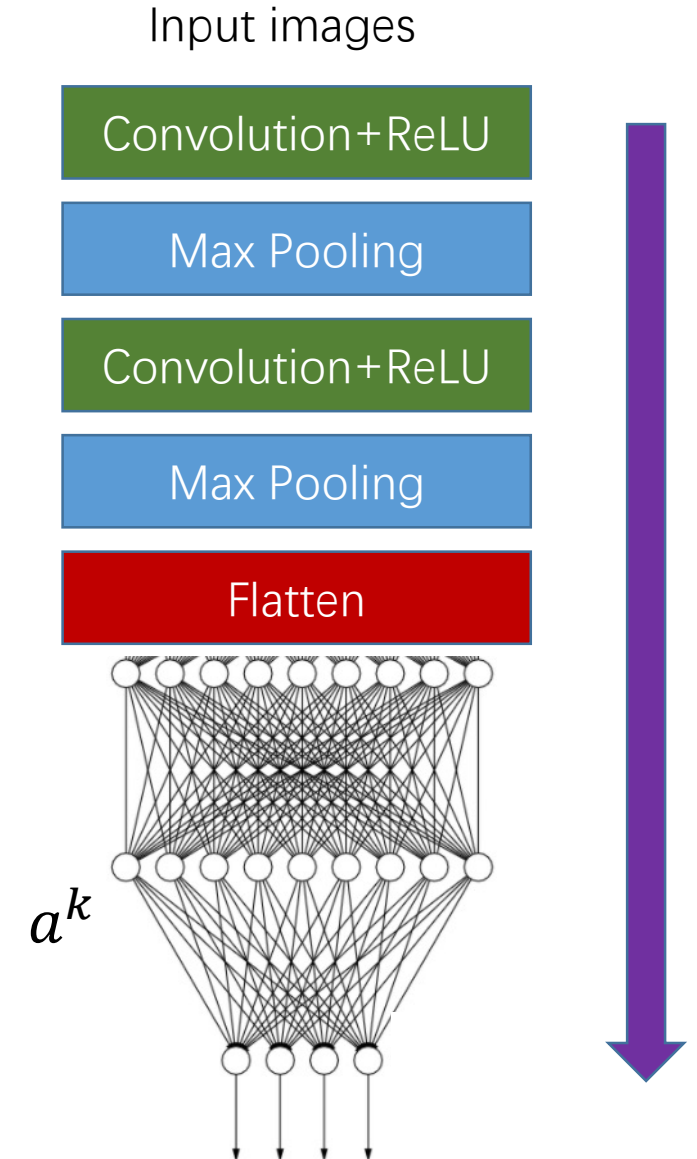 Input images
Convolution+ReLU
Max Pooling
Convolution+ReLU
Max Pooling
Flatten
a^k